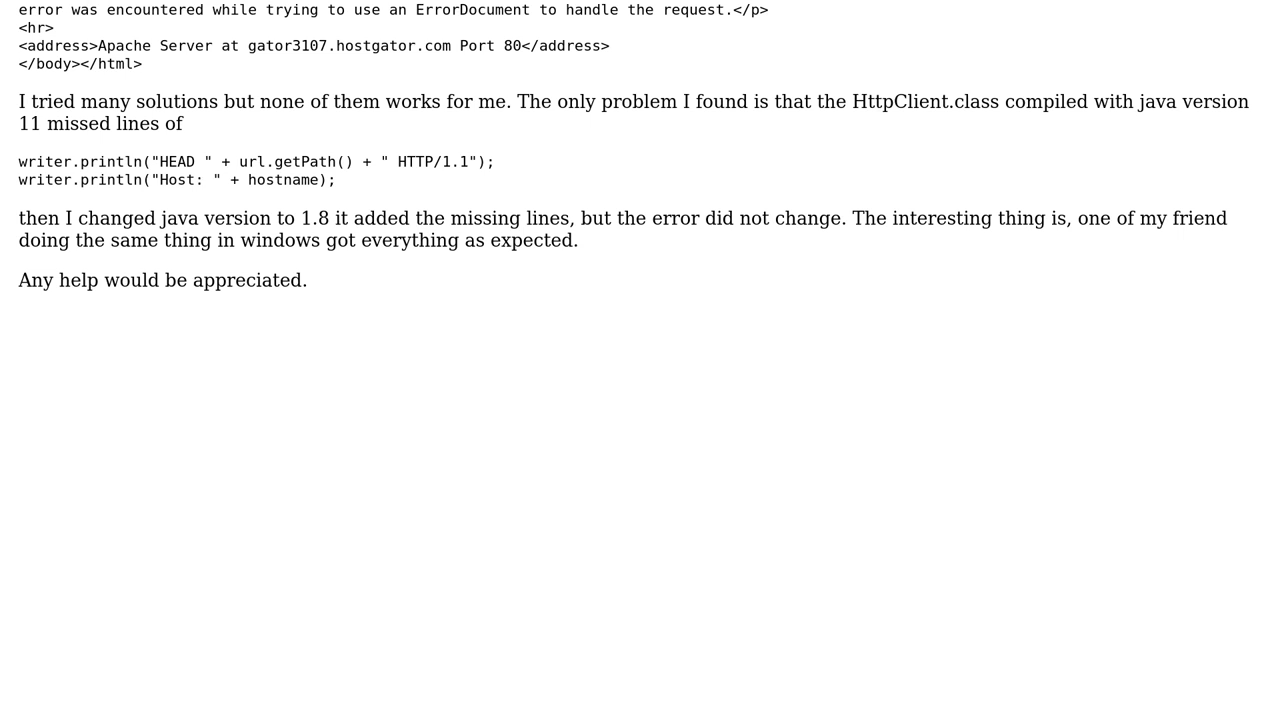 error was encountered while trying to use an ErrorDocument to handle the request.</p>
<hr>
<address>Apache Server at gator3107.hostgator.com Port 80</address>
</body></html>
I tried many solutions but none of them works for me. The only problem I found is that the HttpClient.class compiled with java version
11 missed lines of
writer.println("HEAD " + url.getPath() + " HTTP/1.1");
writer.println("Host: " + hostname);
then I changed java version to 1.8 it added the missing lines, but the error did not change. The interesting thing is, one of my friend
doing the same thing in windows got everything as expected.
Any help would be appreciated.